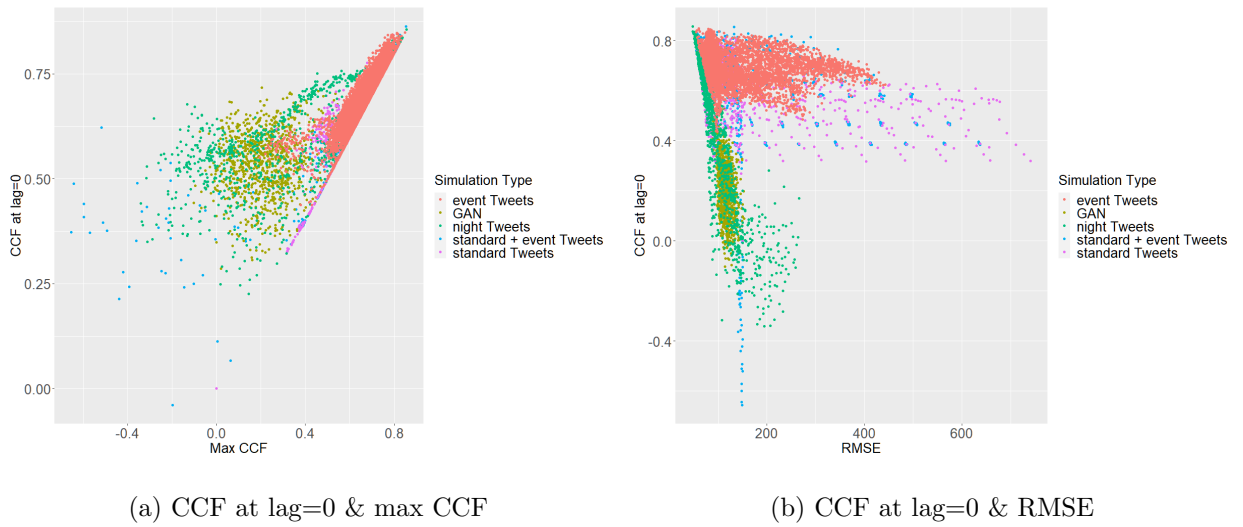 CCF at lag=0
0.75
0.50
0.25
0.00
-0.4
0.0
0.4
0.8
Max CCF
Simulation Type
event Tweets
GAN
night Tweets
standard + event Tweets
standard Tweets
(a) CCF at lag=0 & max CCF
CCF at lag=0
0.8
0.4
0.0
-0.4
200
400
600
RMSE
Simulation Type
event Tweets
GAN
night Tweets
standard + event Tweets
standard Tweets
(b) CCF at lag=0 & RMSE